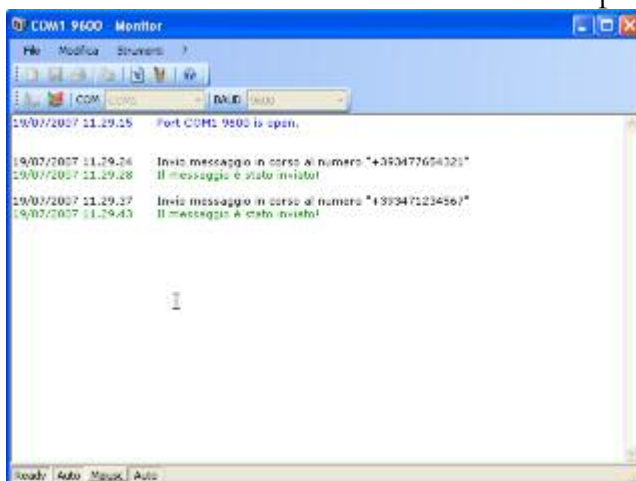 COM1 9600 - Monitor
File Modifica Strumenti ?
COM COM1 BAUD 9600
19/07/2007 11.29.15 Port COM1 9600 is open.
19/07/2007 11.29.24 Invio messaggio in corso al numero "+393477654321"
19/07/2007 11.29.28 Il messaggio è stato inviato!
19/07/2007 11.29.37 Invio messaggio in corso al numero "+393471234567"
19/07/2007 11.29.43 Il messaggio è stato inviato!
Ready Auto Manuc Auto